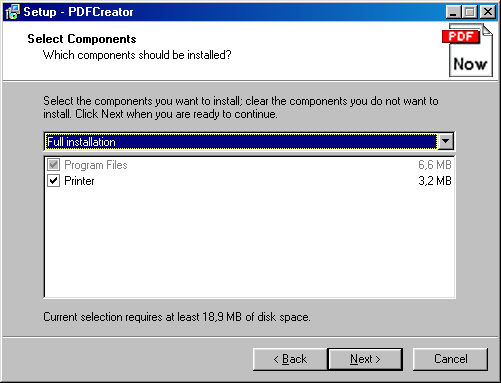 Setup - PDFCreator
Select Components
Which components should be installed?
PDF
Now
Select the components you want to install; clear the components you do not want to
install. Click Next when you are ready to continue.
Full installation
Program Files 6,6 MB
Printer 3,2 MB
Current selection requires at least 18,9 MB of disk space.
< Back Next > Cancel